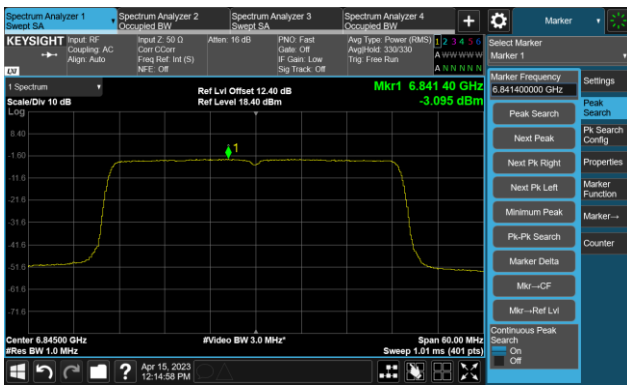 Spectrum Analyzer 1
Swept SA
Spectrum Analyzer 2
Occupied BW
Spectrum Analyzer 3
Swept SA
Spectrum Analyzer 4
Occupied BW
+
Marker
KEYSIGHT
Input: RF
Coupling: AC
Align: Auto
Input Z: 50 Ω
Corr CCorr
Freq Ref: Int (S)
NFE: Off
Atten: 16 dB
PNO: Fast
Gate: Off
IF Gain: Low
Sig Track: Off
Avg Type: Power (RMS)
Avg|Hold: 330/330
Trig: Free Run
1 2 3 4 5 6
A W W W W W
A N N N N N
LXI
Select Marker
Marker 1
1 Spectrum
Scale/Div 10 dB
Log
Ref Lvl Offset 12.40 dB
Ref Level 18.40 dBm
Mkr1 6.841 40 GHz
-3.095 dBm
8.40
-1.60
-11.6
-21.6
-31.6
-41.6
-51.6
-61.6
-71.6
1
Center 6.84500 GHz
#Res BW 1.0 MHz
#Video BW 3.0 MHz*
Span 60.00 MHz
Sweep 1.01 ms (401 pts)
Marker Frequency
6.841400000 GHz
Peak Search
Next Peak
Next Pk Right
Next Pk Left
Minimum Peak
Pk-Pk Search
Marker Delta
Mkr→CF
Mkr→Ref Lvl
Continuous Peak
Search
On
Off
Settings
Peak
Search
Pk Search
Config
Properties
Marker
Function
Marker→
Counter
?
Apr 15, 2023
12:14:58 PM